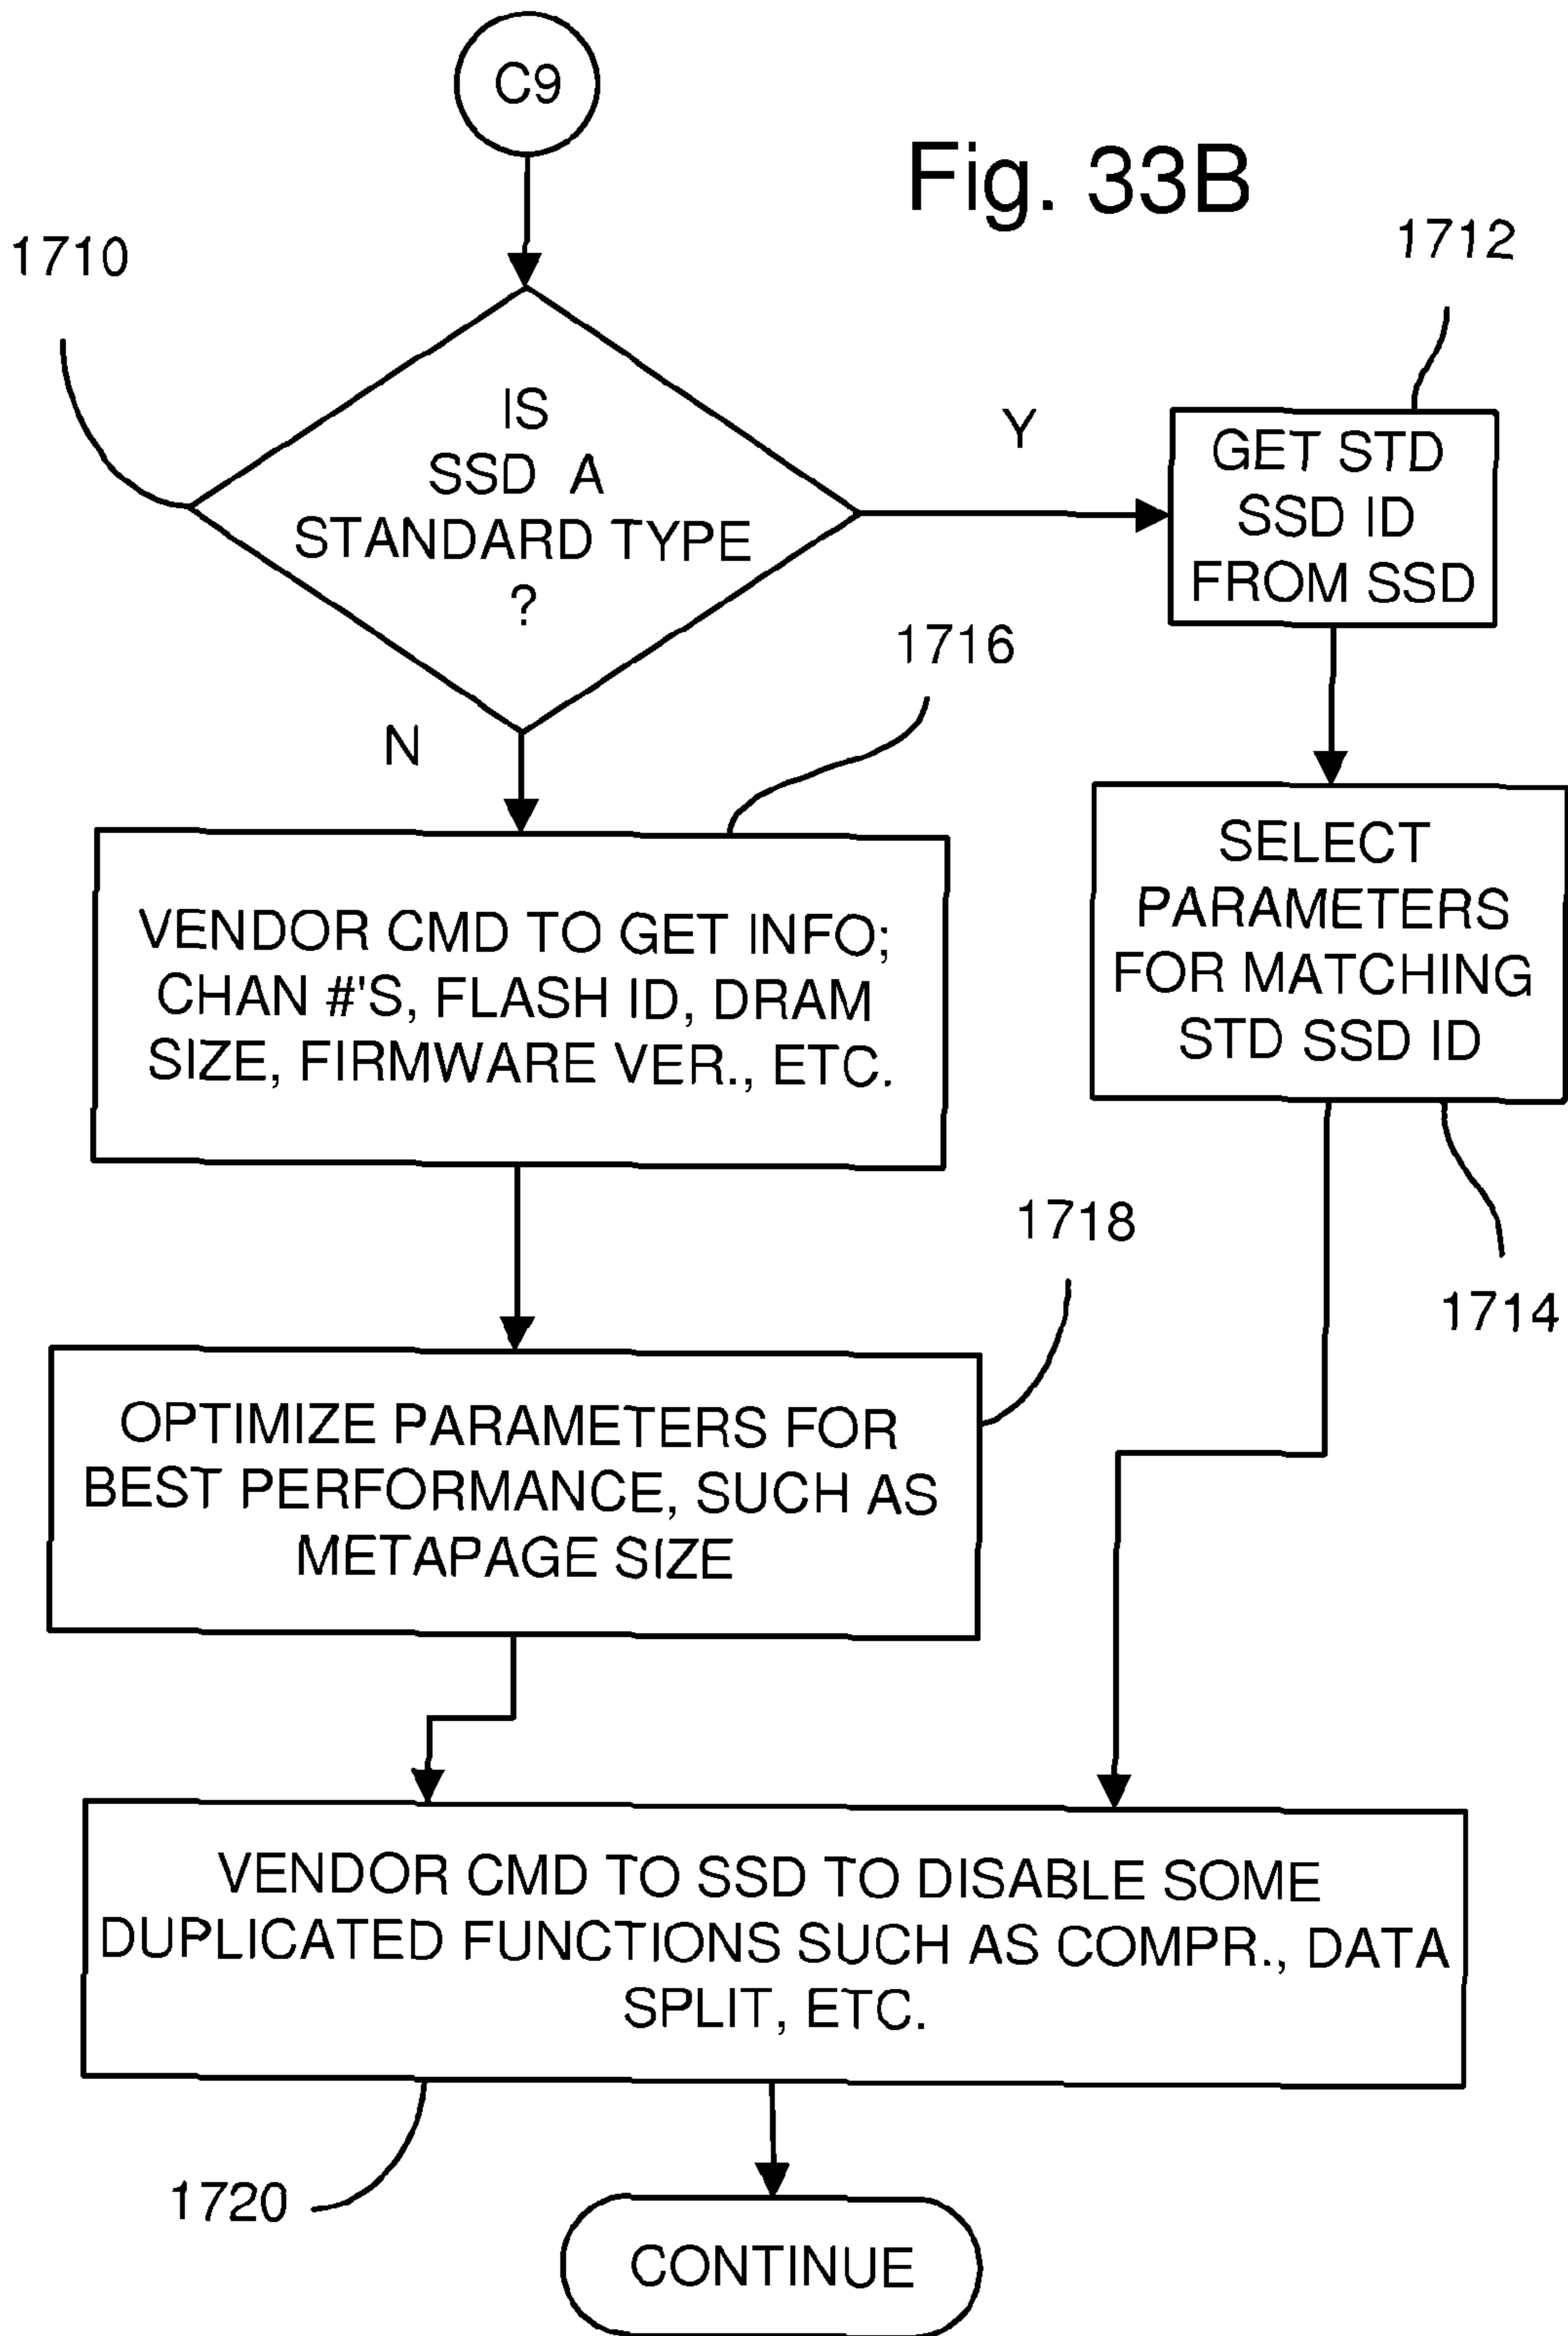 C9
Fig. 33B
1710
1712
IS
SSD A
STANDARD TYPE
?
Y
GET STD
SSD ID
FROM SSD
1716
N
SELECT
PARAMETERS
FOR MATCHING
STD SSD ID
VENDOR CMD TO GET INFO;
CHAN #'S, FLASH ID, DRAM
SIZE, FIRMWARE VER., ETC.
1718
1714
OPTIMIZE PARAMETERS FOR
BEST PERFORMANCE, SUCH AS
METAPAGE SIZE
VENDOR CMD TO SSD TO DISABLE SOME
DUPLICATED FUNCTIONS SUCH AS COMPR., DATA
SPLIT, ETC.
1720
CONTINUE